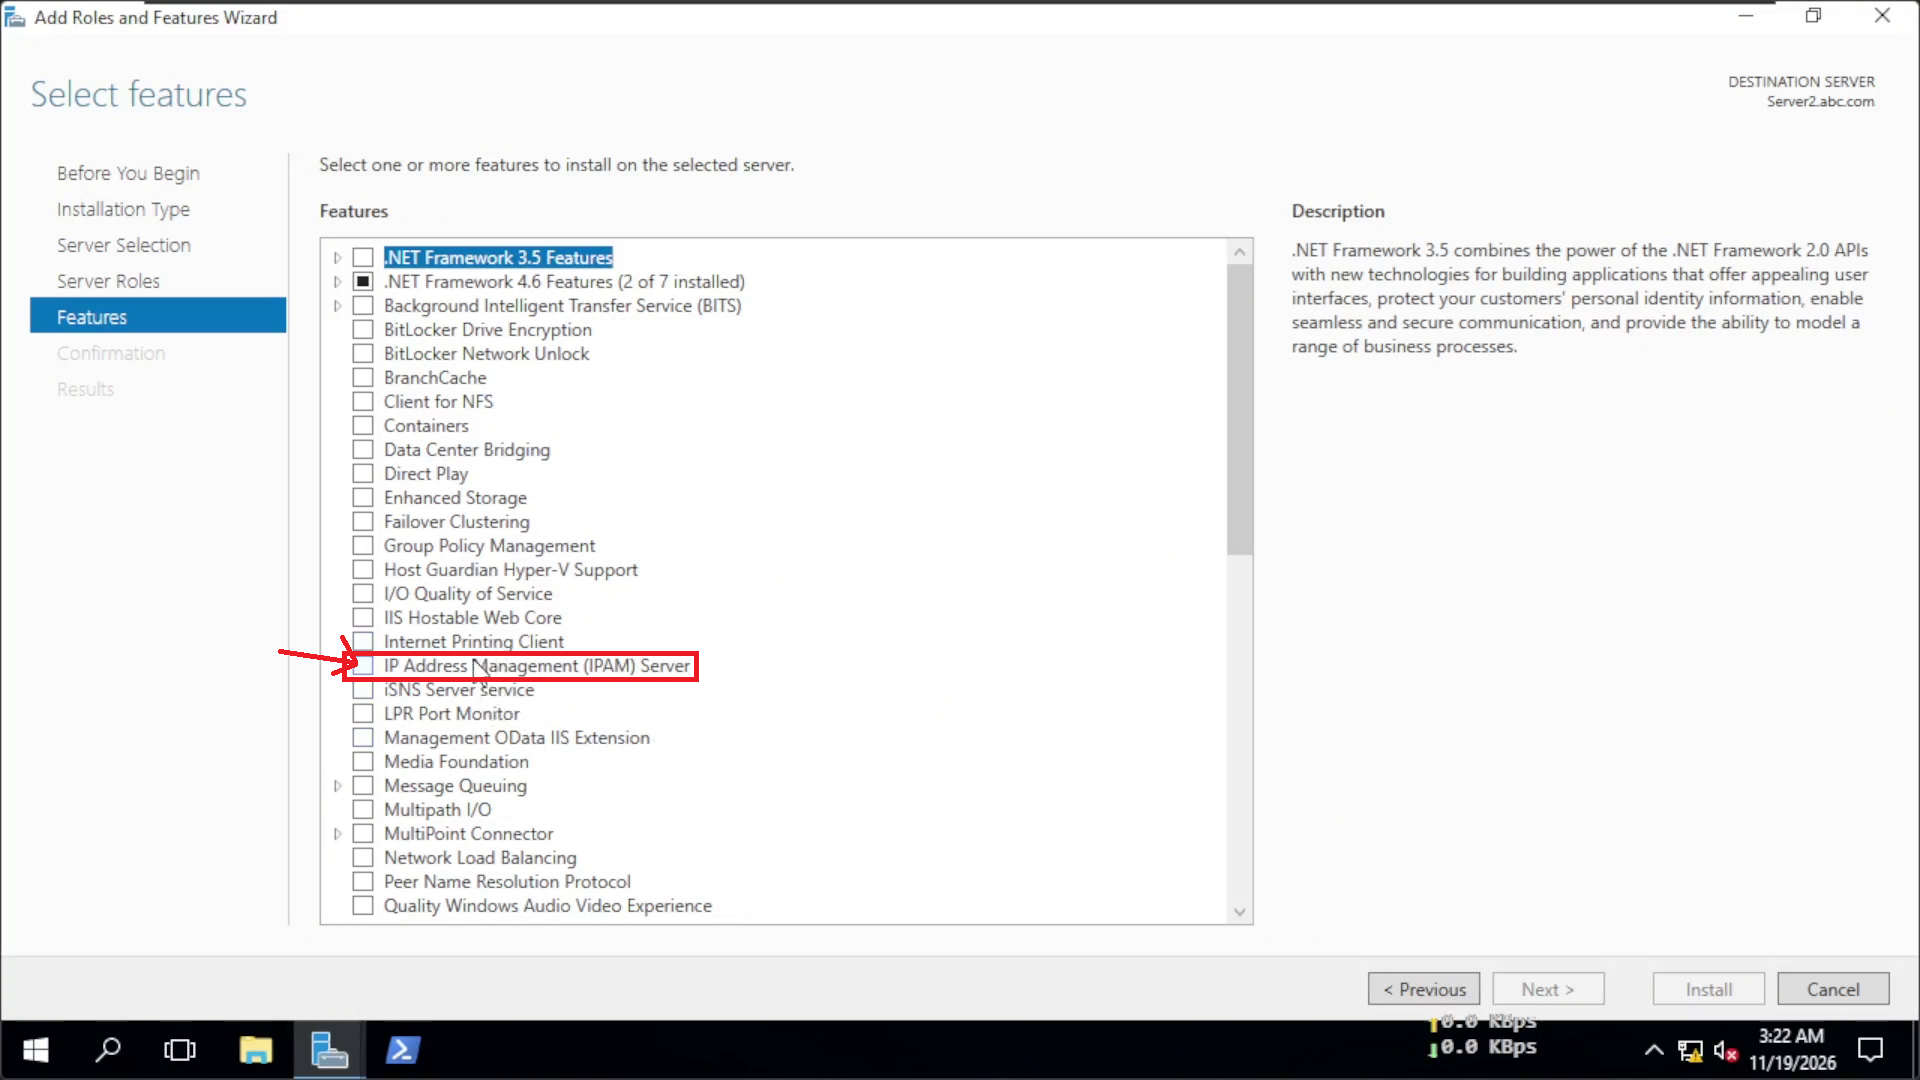 Add Roles and Features Wizard
Select features
DESTINATION SERVER
Server2.abc.com
Before You Begin
Installation Type
Server Selection
Server Roles
Features
Confirmation
Results
Select one or more features to install on the selected server.
Features
.NET Framework 3.5 Features
.NET Framework 4.6 Features (2 of 7 installed)
Background Intelligent Transfer Service (BITS)
BitLocker Drive Encryption
BitLocker Network Unlock
BranchCache
Client for NFS
Containers
Data Center Bridging
Direct Play
Enhanced Storage
Failover Clustering
Group Policy Management
Host Guardian Hyper-V Support
I/O Quality of Service
IIS Hostable Web Core
Internet Printing Client
IP Address Management (IPAM) Server
iSNS Server service
LPR Port Monitor
Management OData IIS Extension
Media Foundation
Message Queuing
Multipath I/O
MultiPoint Connector
Network Load Balancing
Peer Name Resolution Protocol
Quality Windows Audio Video Experience
Description
.NET Framework 3.5 combines the power of the .NET Framework 2.0 APIs
with new technologies for building applications that offer appealing user
interfaces, protect your customers' personal identity information, enable
seamless and secure communication, and provide the ability to model a
range of business processes.
< Previous
Next >
Install
Cancel
0.0 KBps
0.0 KBps
3:22 AM
11/19/2026